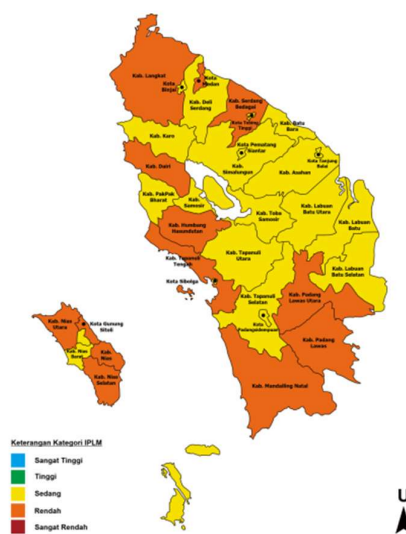 Kab. Langkat
Kota
Medan
Kota
Binjai
Kab. Deli
Serdang
Kab. Serdang
Bedagai
Kota Tebing
Tinggi
Kab. Batu
Bara
Kab. Karo
Kota Pematang
Siantar
Kota Tanjung
Balai
Kab. Dairi
Kab.
Simalungun
Kab. Asahan
Kab. PakPak
Bharat
Kab.
Samosir
Kab. Labuan
Batu Utara
Kab. Toba
Samosir
Kab. Labuan
Batu
Kab. Humbang
Hasundutan
Kab. Tapanuli
Utara
Kab. Tapanuli
Tengah
Kab. Labuan
Batu Selatan
Kota Sibolga
Kab. Tapanuli
Selatan
Kab. Padang
Lawas Utara
Kota
Padangsidempuan
Kab. Padang
Lawas
Kab. Nias
Utara
Kota Gunung
Sitoli
Kab. Nias
Barat
Kab.
Nias
Kab. Nias
Selatan
Kab. Mandailing Natal
Keterangan Kategori IPLM
Sangat Tinggi
Tinggi
Sedang
Rendah
Sangat Rendah
U